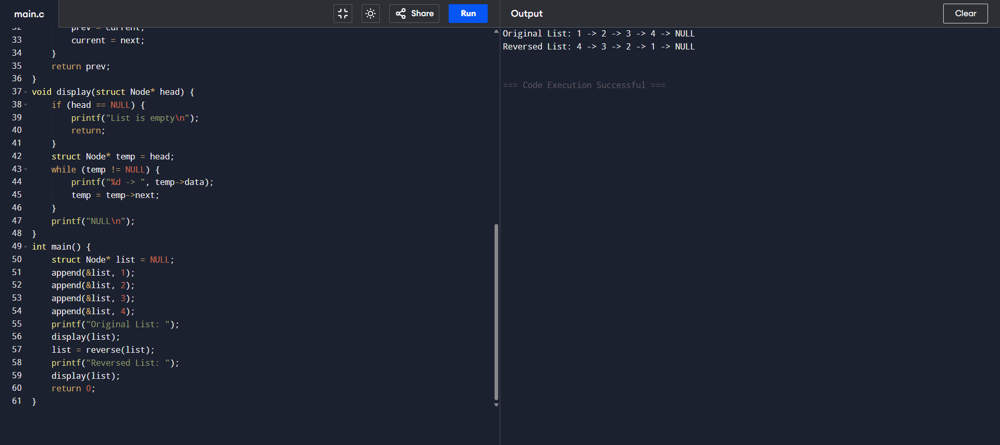 main.c
Share
Run
Output
Clear
32 prev = current;
33 current = next;
34 }
35 return prev;
36 }
37 void display(struct Node* head) {
38 if (head == NULL) {
39 printf("List is empty\n");
40 return;
41 }
42 struct Node* temp = head;
43 while (temp != NULL) {
44 printf("%d -> ", temp->data);
45 temp = temp->next;
46 }
47 printf("NULL\n");
48 }
49 int main() {
50 struct Node* list = NULL;
51 append(&list, 1);
52 append(&list, 2);
53 append(&list, 3);
54 append(&list, 4);
55 printf("Original List: ");
56 display(list);
57 list = reverse(list);
58 printf("Reversed List: ");
59 display(list);
60 return 0;
61 }
Original List: 1 -> 2 -> 3 -> 4 -> NULL
Reversed List: 4 -> 3 -> 2 -> 1 -> NULL
=== Code Execution Successful ===